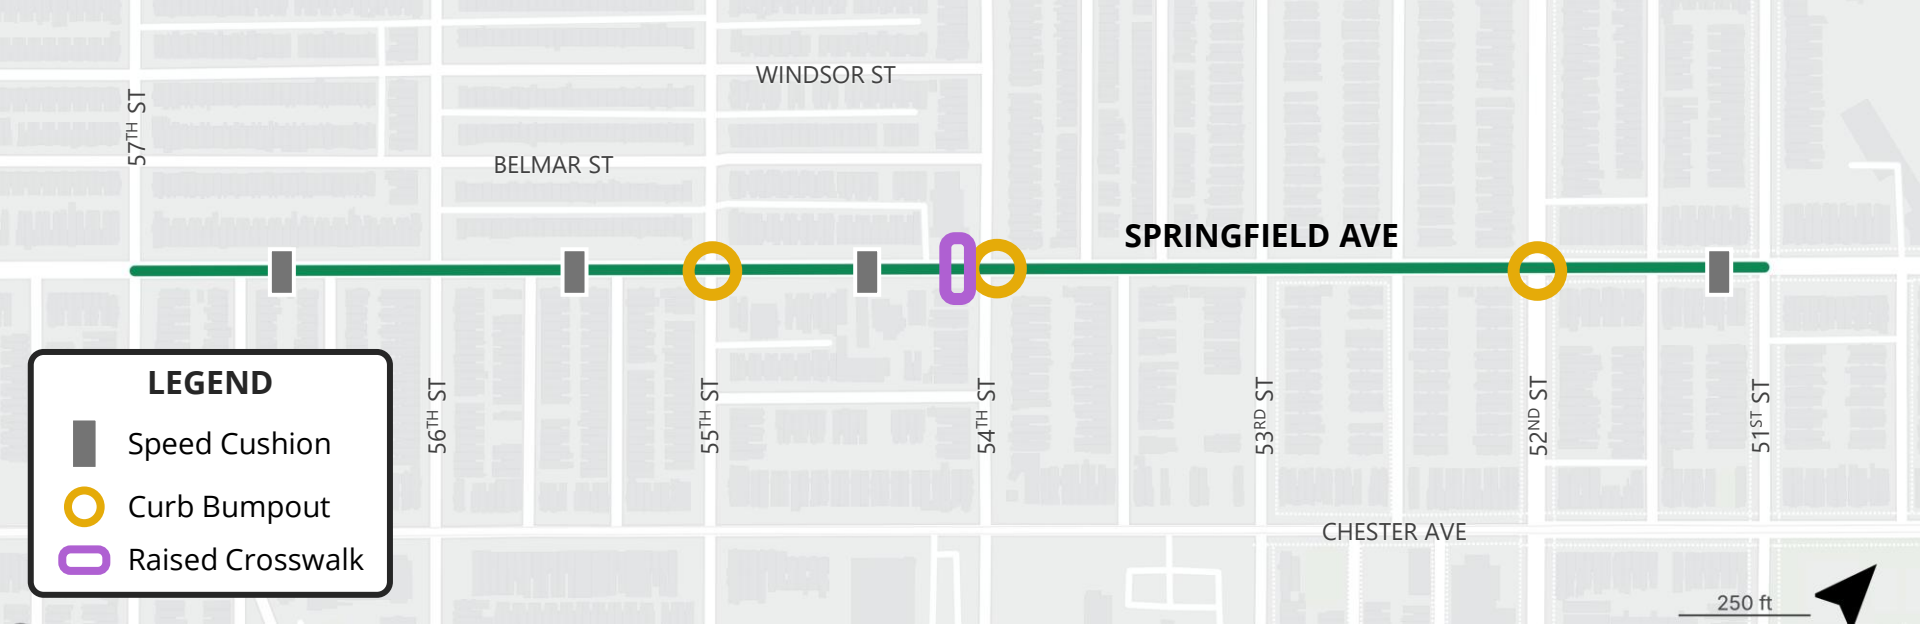 WINDSOR ST
57TH ST
BELMAR ST
SPRINGFIELD AVE
LEGEND
Speed Cushion
Curb Bumpout
Raised Crosswalk
56TH ST
55TH ST
54TH ST
53RD ST
52ND ST
51ST ST
CHESTER AVE
250 ft